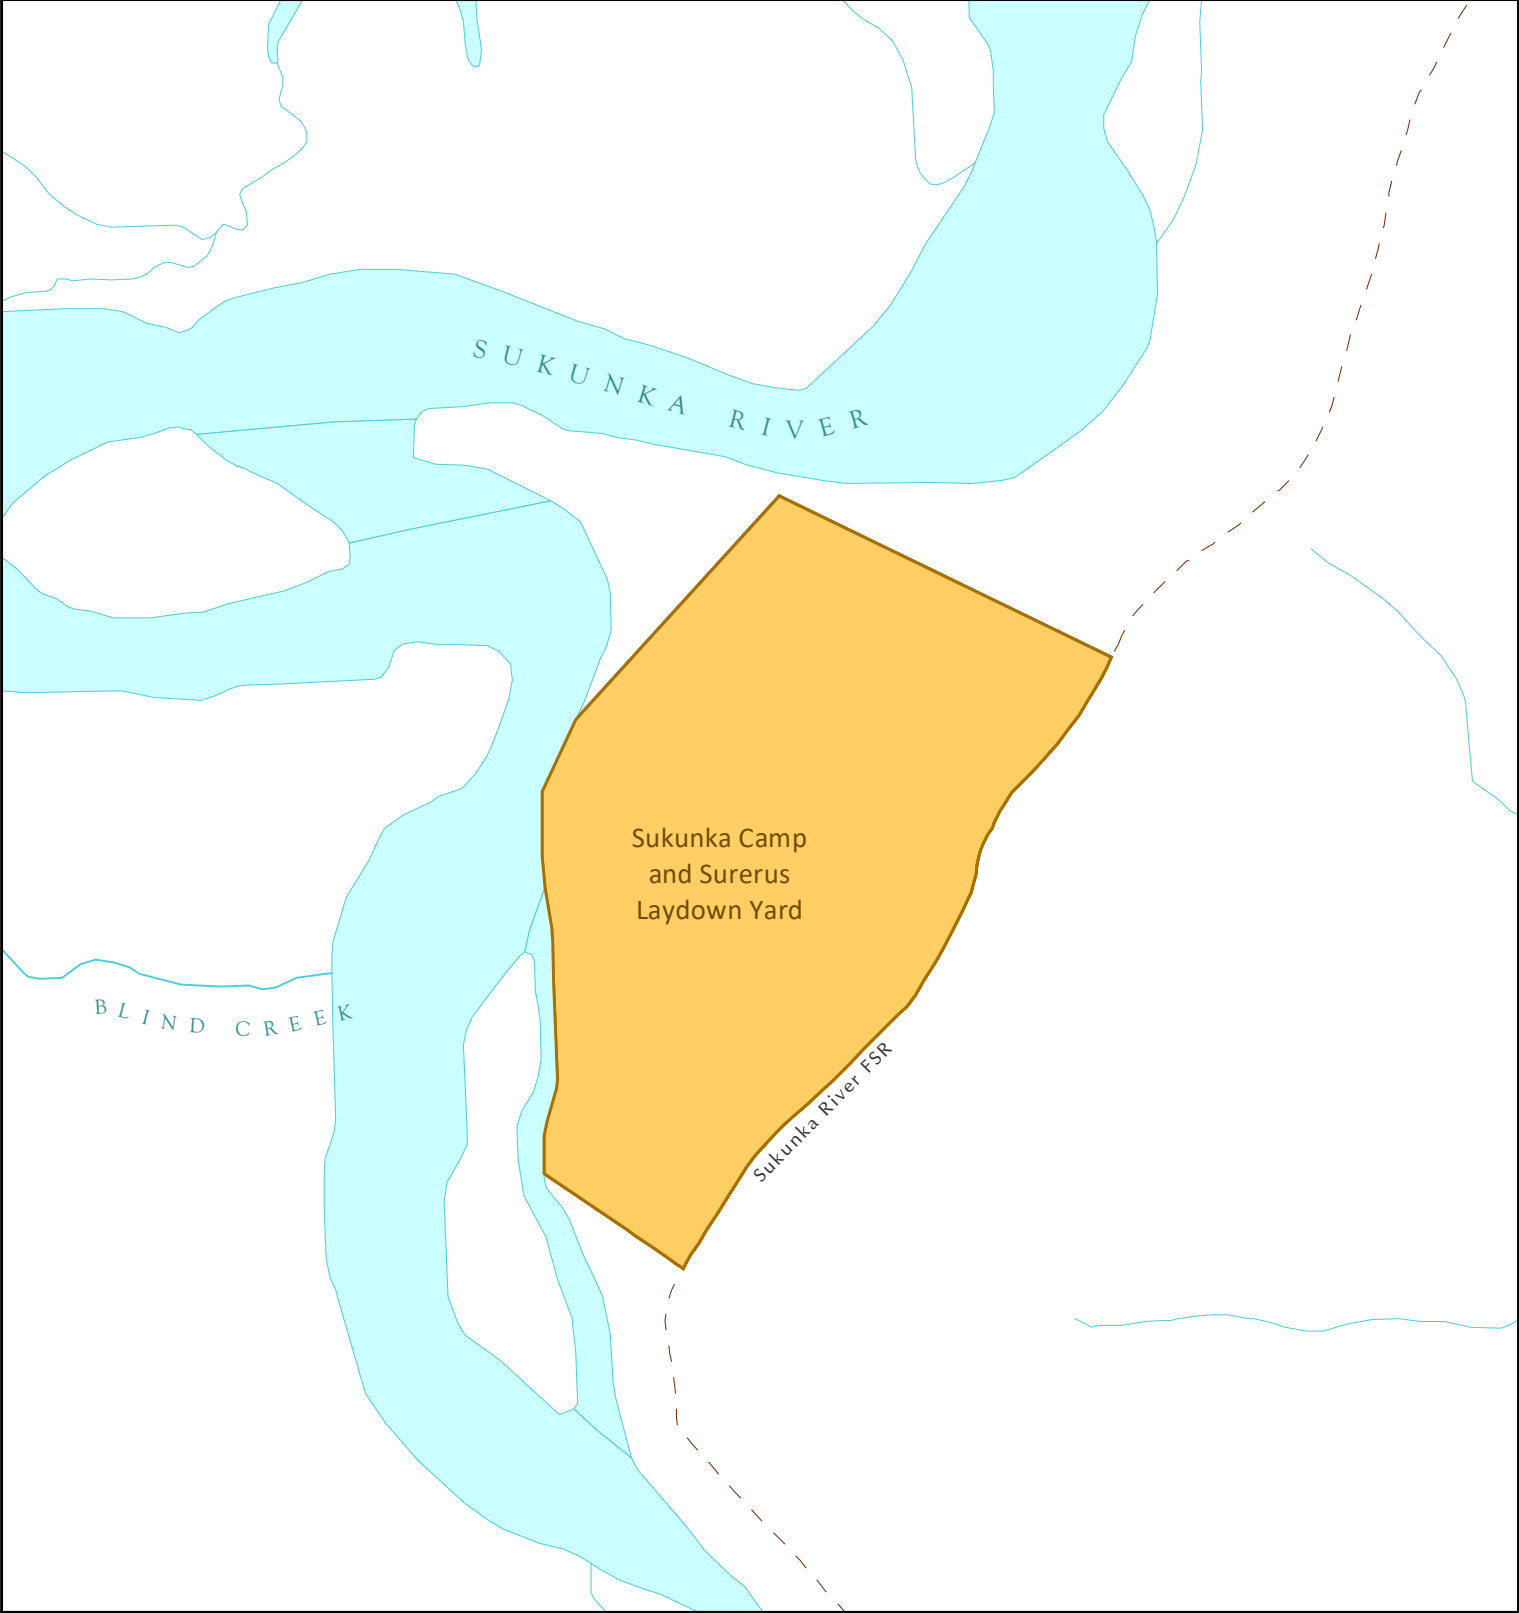 SUKUNKA RIVER
Sukunka Camp
and Surerus
Laydown Yard
BLIND CREEK
Sukunka River FSR